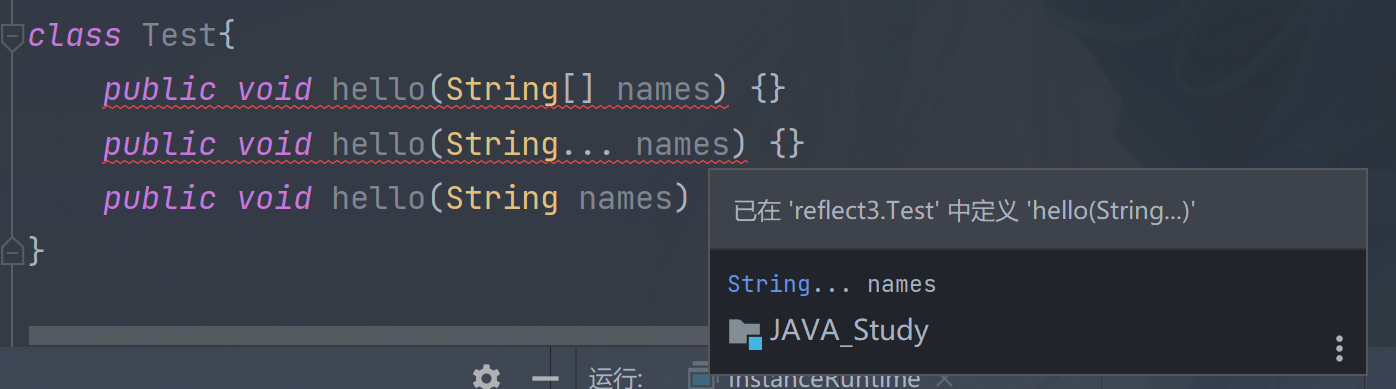 class Test{
public void hello(String[] names) {}
public void hello(String... names) {}
public void hello(String names)
}
已在 'reflect3.Test' 中定义 'hello(String...)'
String... names
JAVA_Study
运行:
InstanceRuntime